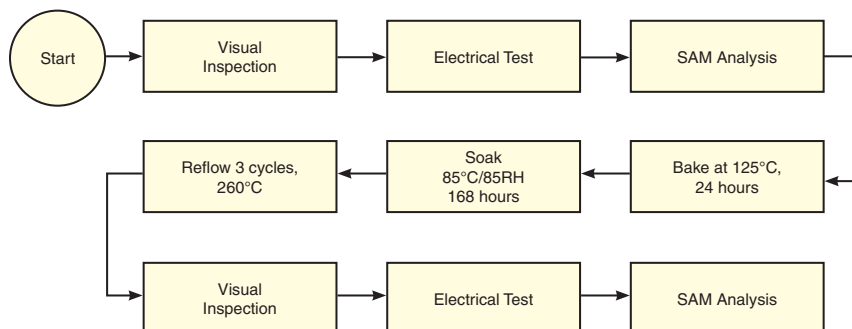 Start
Visual
Inspection
Electrical Test
SAM Analysis
Reflow 3 cycles,
260°C
Soak
85°C/85RH
168 hours
Bake at 125°C,
24 hours
Visual
Inspection
Electrical Test
SAM Analysis